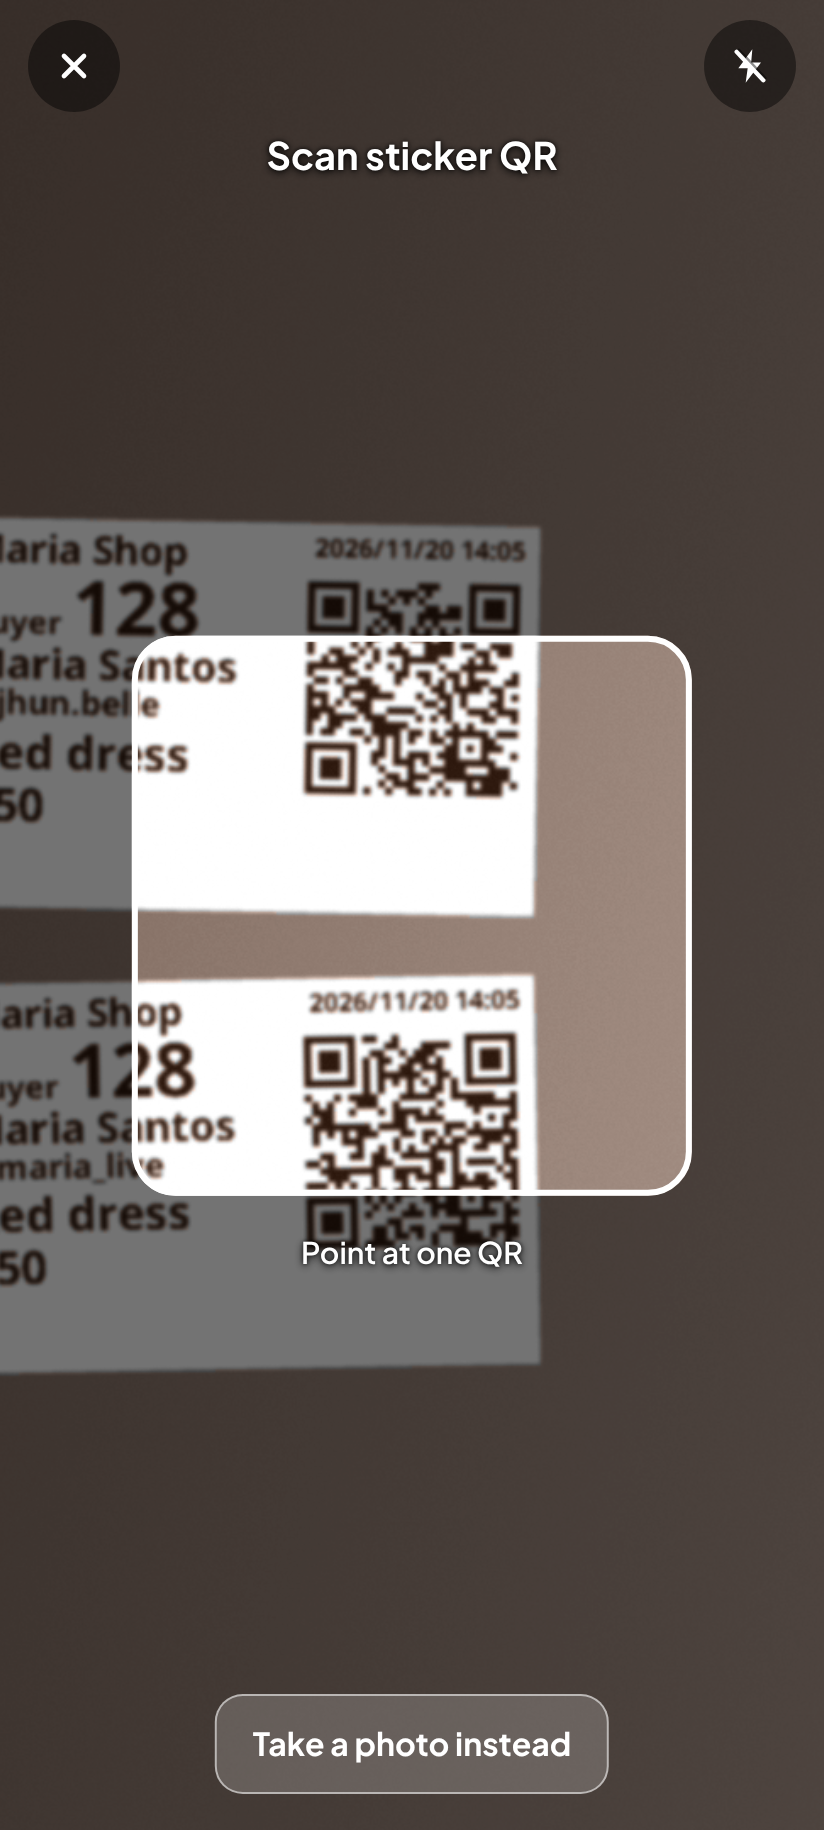 Scan sticker QR
laria Shop
2026/11/20 14:05
uyer 128
laria Santos
jhun.belle
ed dress
50
aria Shop
2026/11/20 14:05
uyer 128
laria Santos
maria_live
ed dress
50
Point at one QR
Take a photo instead